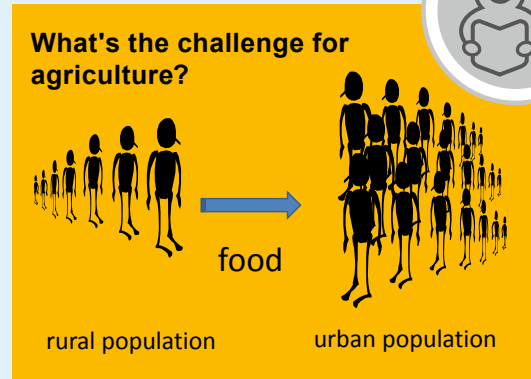 What's the challenge for
agriculture?
food
rural population
urban population